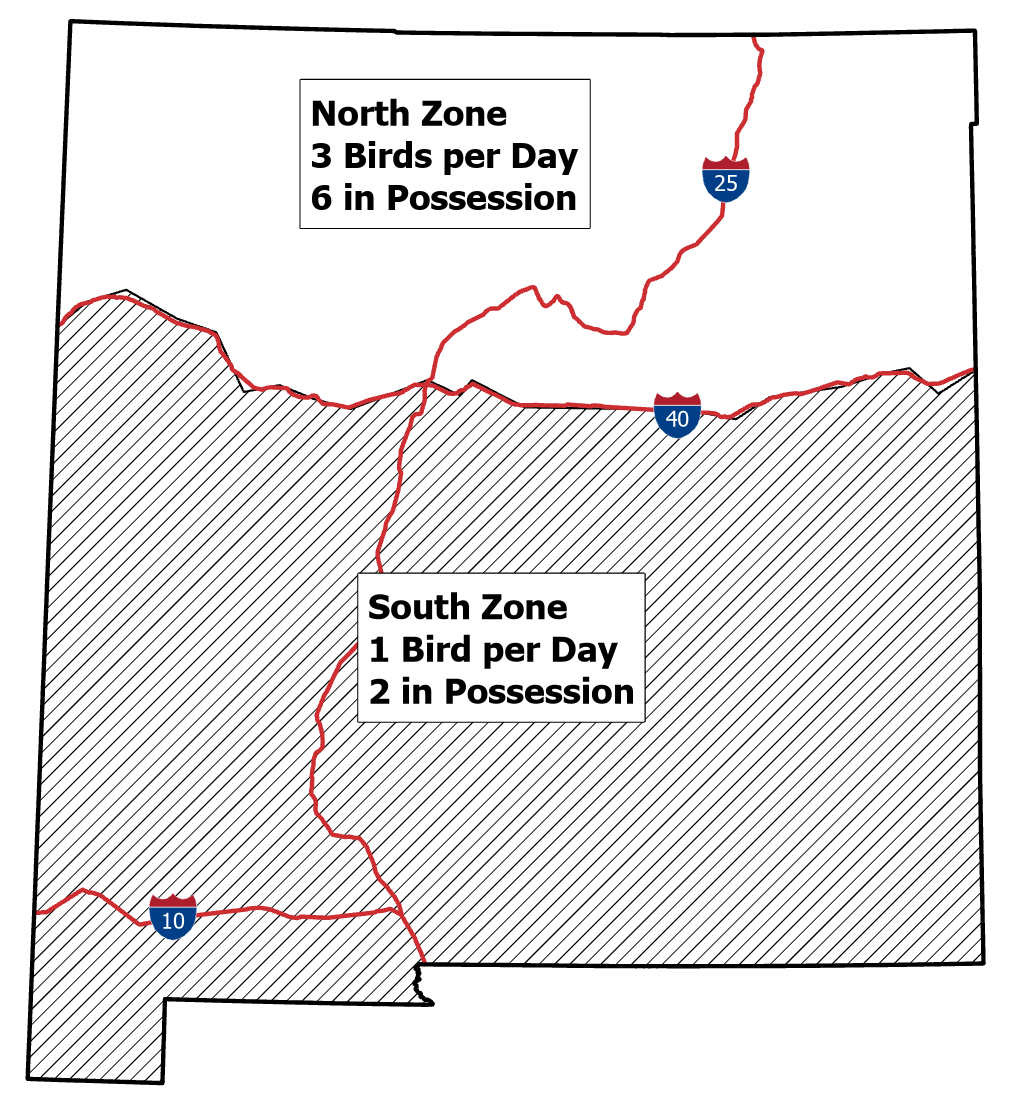 North Zone
3 Birds per Day
6 in Possession
25
40
South Zone
1 Bird per Day
2 in Possession
10